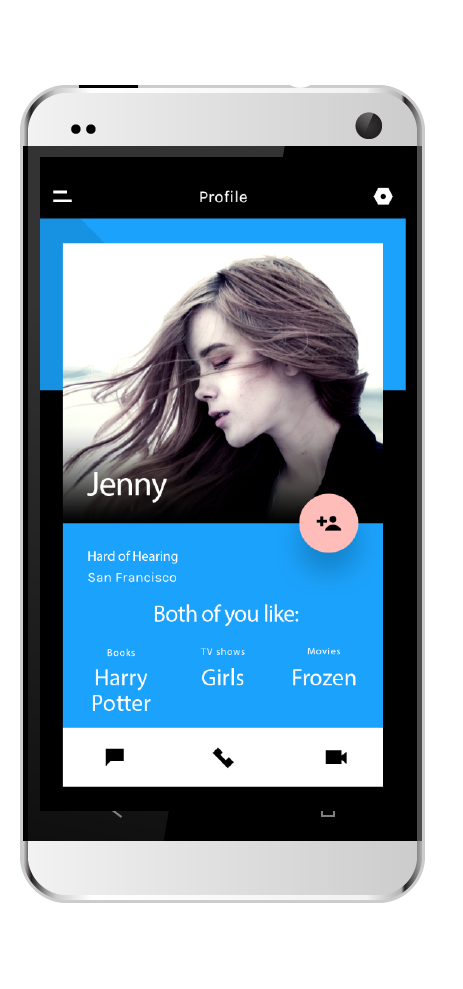 Profile
Jenny
Hard of Hearing
San Francisco
Both of you like:
Books
Harry
Potter
TV shows
Girls
Movies
Frozen